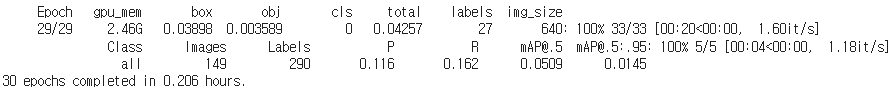 Epoch gpu_mem box obj cls total labels img_size
29/29 2.46G 0.03898 0.003589 0 0.04257 27 640: 100% 33/33 [00:20<00:00, 1.60it/s]
Class Images Labels P R mAP@.5 mAP@.5:.95: 100% 5/5 [00:04<00:00, 1.18it/s]
all 149 290 0.116 0.162 0.0509 0.0145
30 epochs completed in 0.206 hours.